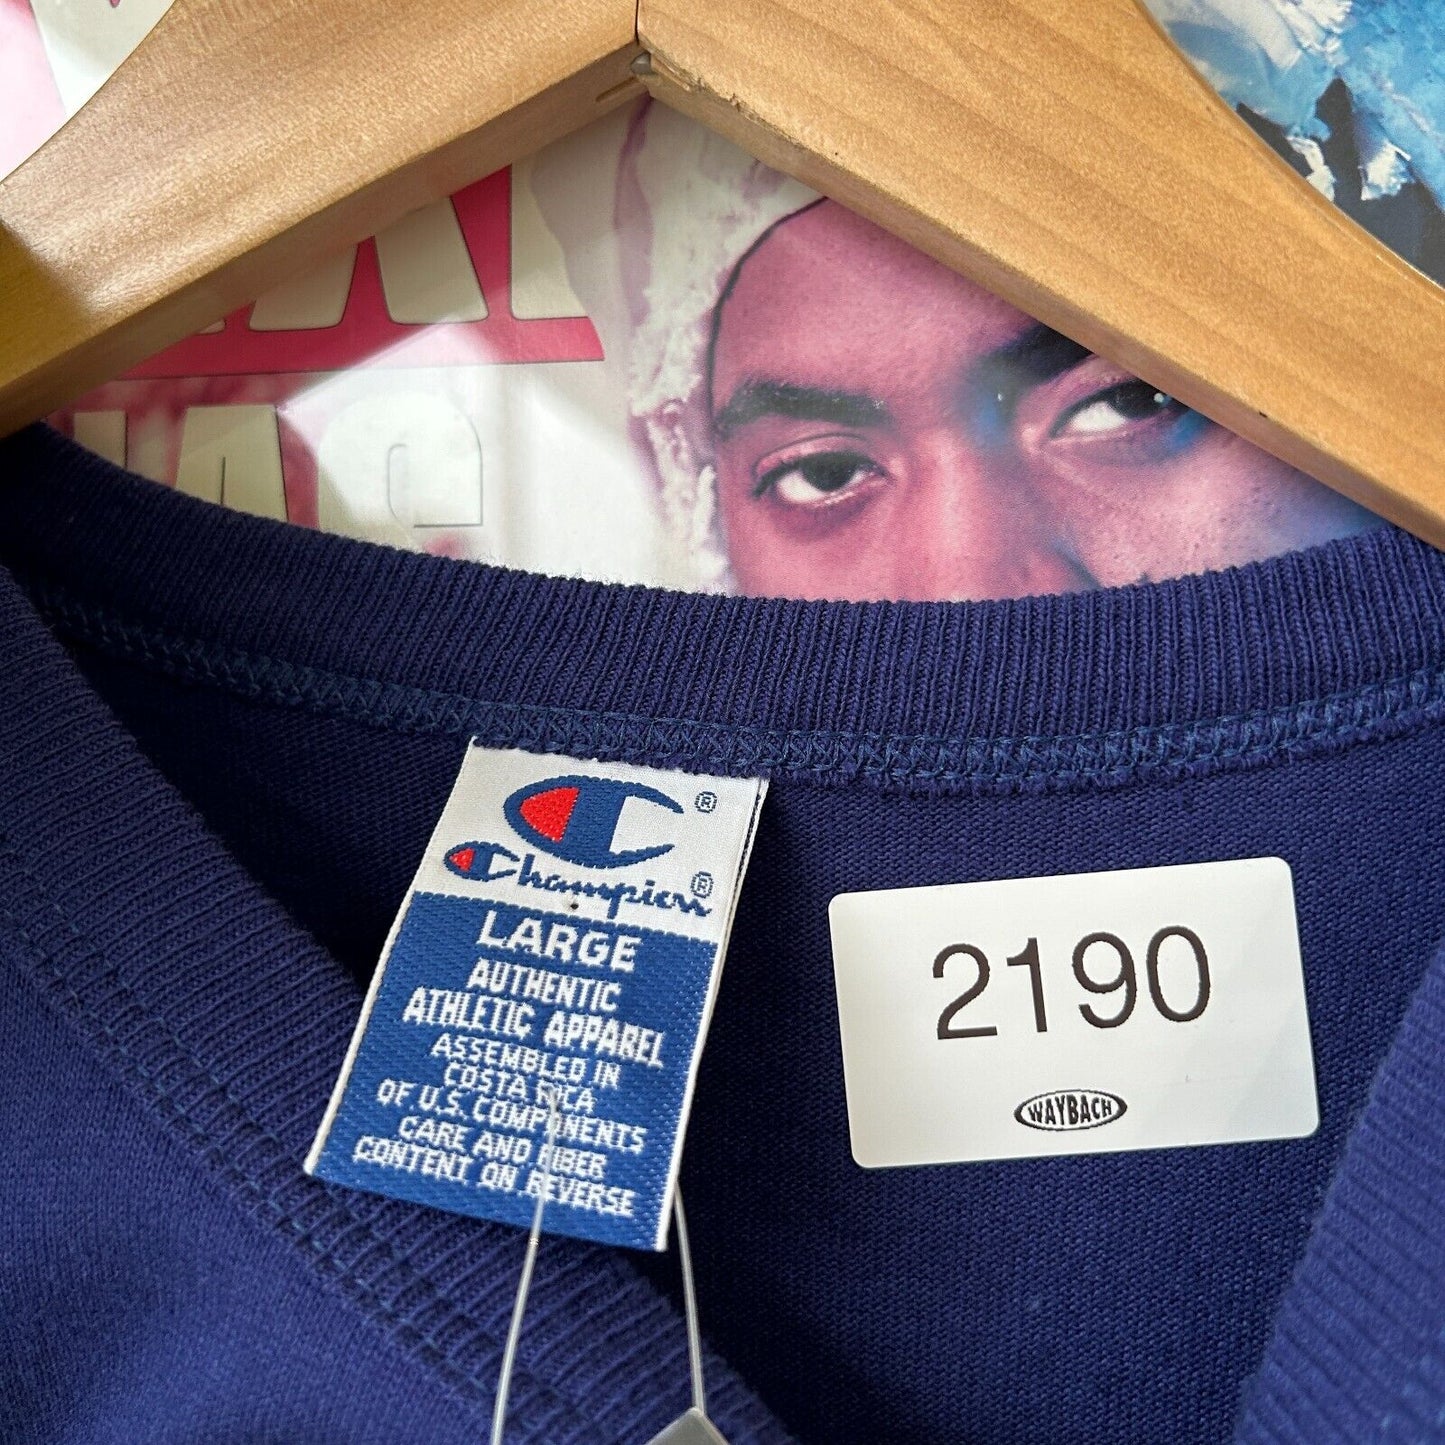 C ®
Champion ®
LARGE
AUTHENTIC
ATHLETIC APPAREL
ASSEMBLED IN
COSTA RICA
OF U.S. COMPONENTS
CARE AND FIBER
CONTENT ON REVERSE
2190
WAYBACH